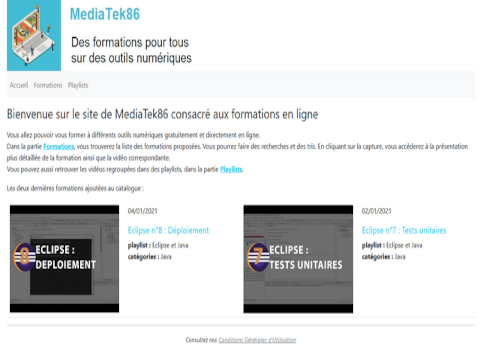 MediaTek86
Des formations pour tous
sur des outils numériques
Accueil Formations Playlists
Bienvenue sur le site de MediaTek86 consacré aux formations en ligne
Vous allez pouvoir vous former à différents outils numériques gratuitement et directement en ligne.
Dans la partie Formations, vous trouverez la liste des formations proposées. Vous pourrez faire des recherches et des tris. En cliquant sur la capture, vous accèderez à la présentation
plus détaillée de la formation ainsi que la vidéo correspondante.
Vous pouvez aussi retrouver les vidéos regroupées dans des playlists, dans la partie Playlists.
Les deux dernières formations ajoutées au catalogue :
8 ECLIPSE :
DEPLOIEMENT
04/01/2021
Eclipse n°8 : Déploiement
playlist : Eclipse et Java
catégories : Java
7 ECLIPSE :
TESTS UNITAIRES
02/01/2021
Eclipse n°7 : Tests unitaires
playlist : Eclipse et Java
catégories : Java
Consultez nos Conditions Générales d'Utilisation